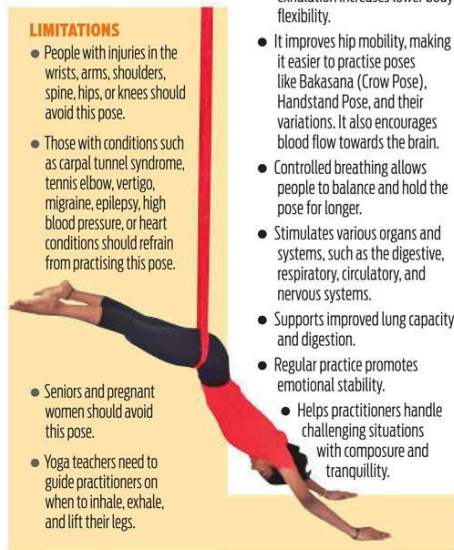 LIMITATIONS
● People with injuries in the
wrists, arms, shoulders,
spine, hips, or knees should
avoid this pose.
● Those with conditions such
as carpal tunnel syndrome,
tennis elbow, vertigo,
migraine, epilepsy, high
blood pressure, or heart
conditions should refrain
from practising this pose.
● Seniors and pregnant
women should avoid
this pose.
● Yoga teachers need to
guide practitioners on
when to inhale, exhale,
and lift their legs.
exhalation increases lower body
flexibility.
● It improves hip mobility, making
it easier to practise poses
like Bakasana (Crow Pose),
Handstand Pose, and their
variations. It also encourages
blood flow towards the brain.
● Controlled breathing allows
people to balance and hold the
pose for longer.
● Stimulates various organs and
systems, such as the digestive,
respiratory, circulatory, and
nervous systems.
● Supports improved lung capacity
and digestion.
● Regular practice promotes
emotional stability.
● Helps practitioners handle
challenging situations
with composure and
tranquillity.